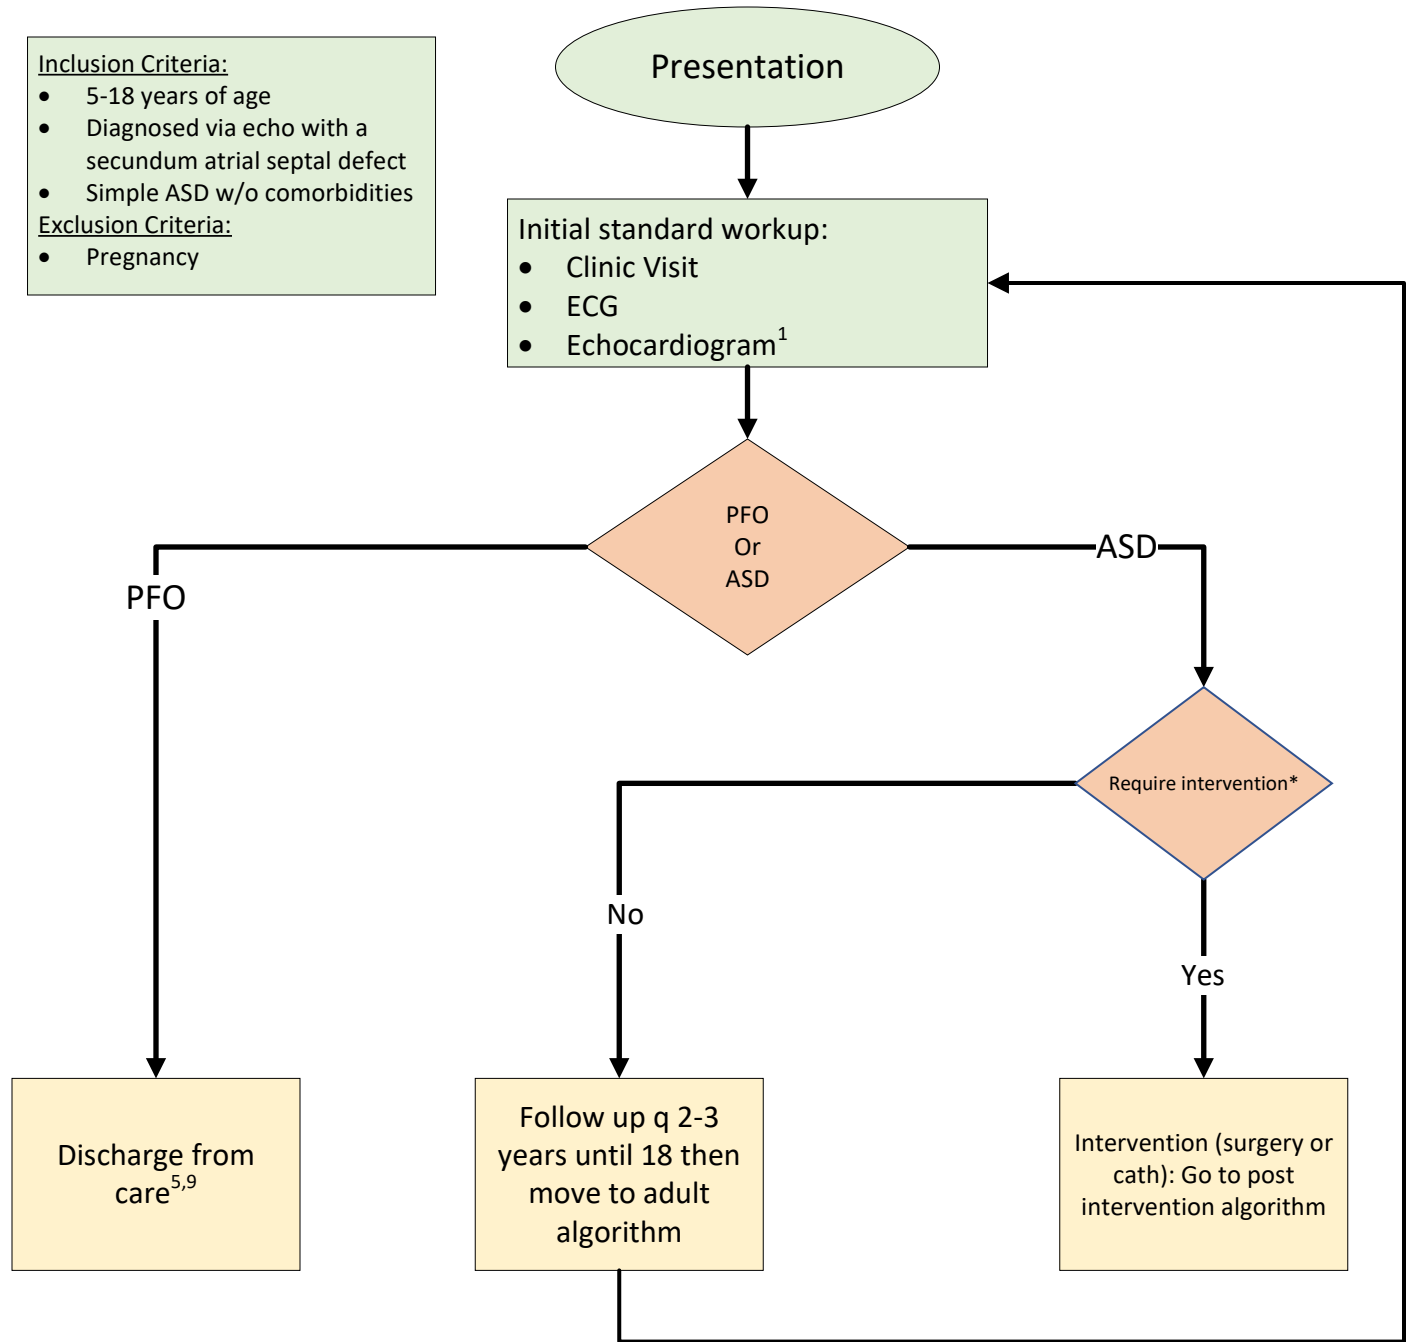 Inclusion Criteria:
• 5-18 years of age
• Diagnosed via echo with a
secundum atrial septal defect
• Simple ASD w/o comorbidities
Exclusion Criteria:
• Pregnancy
Presentation
Initial standard workup:
• Clinic Visit
• ECG
• Echocardiogram1
PFO
Or
ASD
ASD
PFO
Require intervention*
No
Yes
Discharge from
care5,9
Follow up q 2-3
years until 18 then
move to adult
algorithm
Intervention (surgery or
cath): Go to post
intervention algorithm